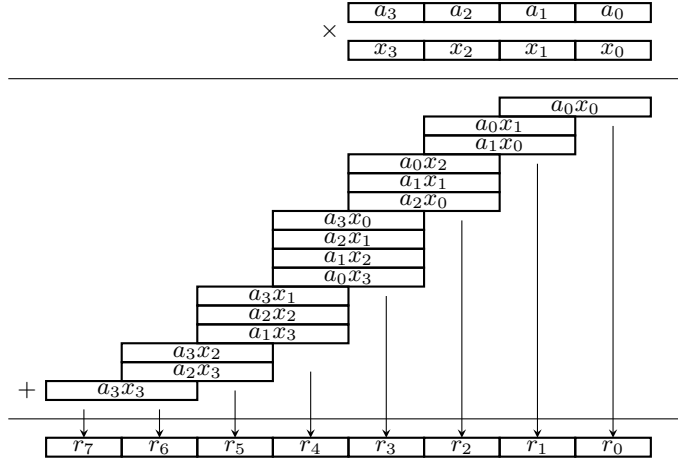 a₃ a₂ a₁ a₀
×
x₃ x₂ x₁ x₀
a₀x₀
a₀x₁
a₁x₀
a₀x₂
a₁x₁
a₂x₀
a₃x₀
a₂x₁
a₁x₂
a₀x₃
a₃x₁
a₂x₂
a₁x₃
a₃x₂
a₂x₃
+ a₃x₃
r₇ r₆ r₅ r₄ r₃ r₂ r₁ r₀